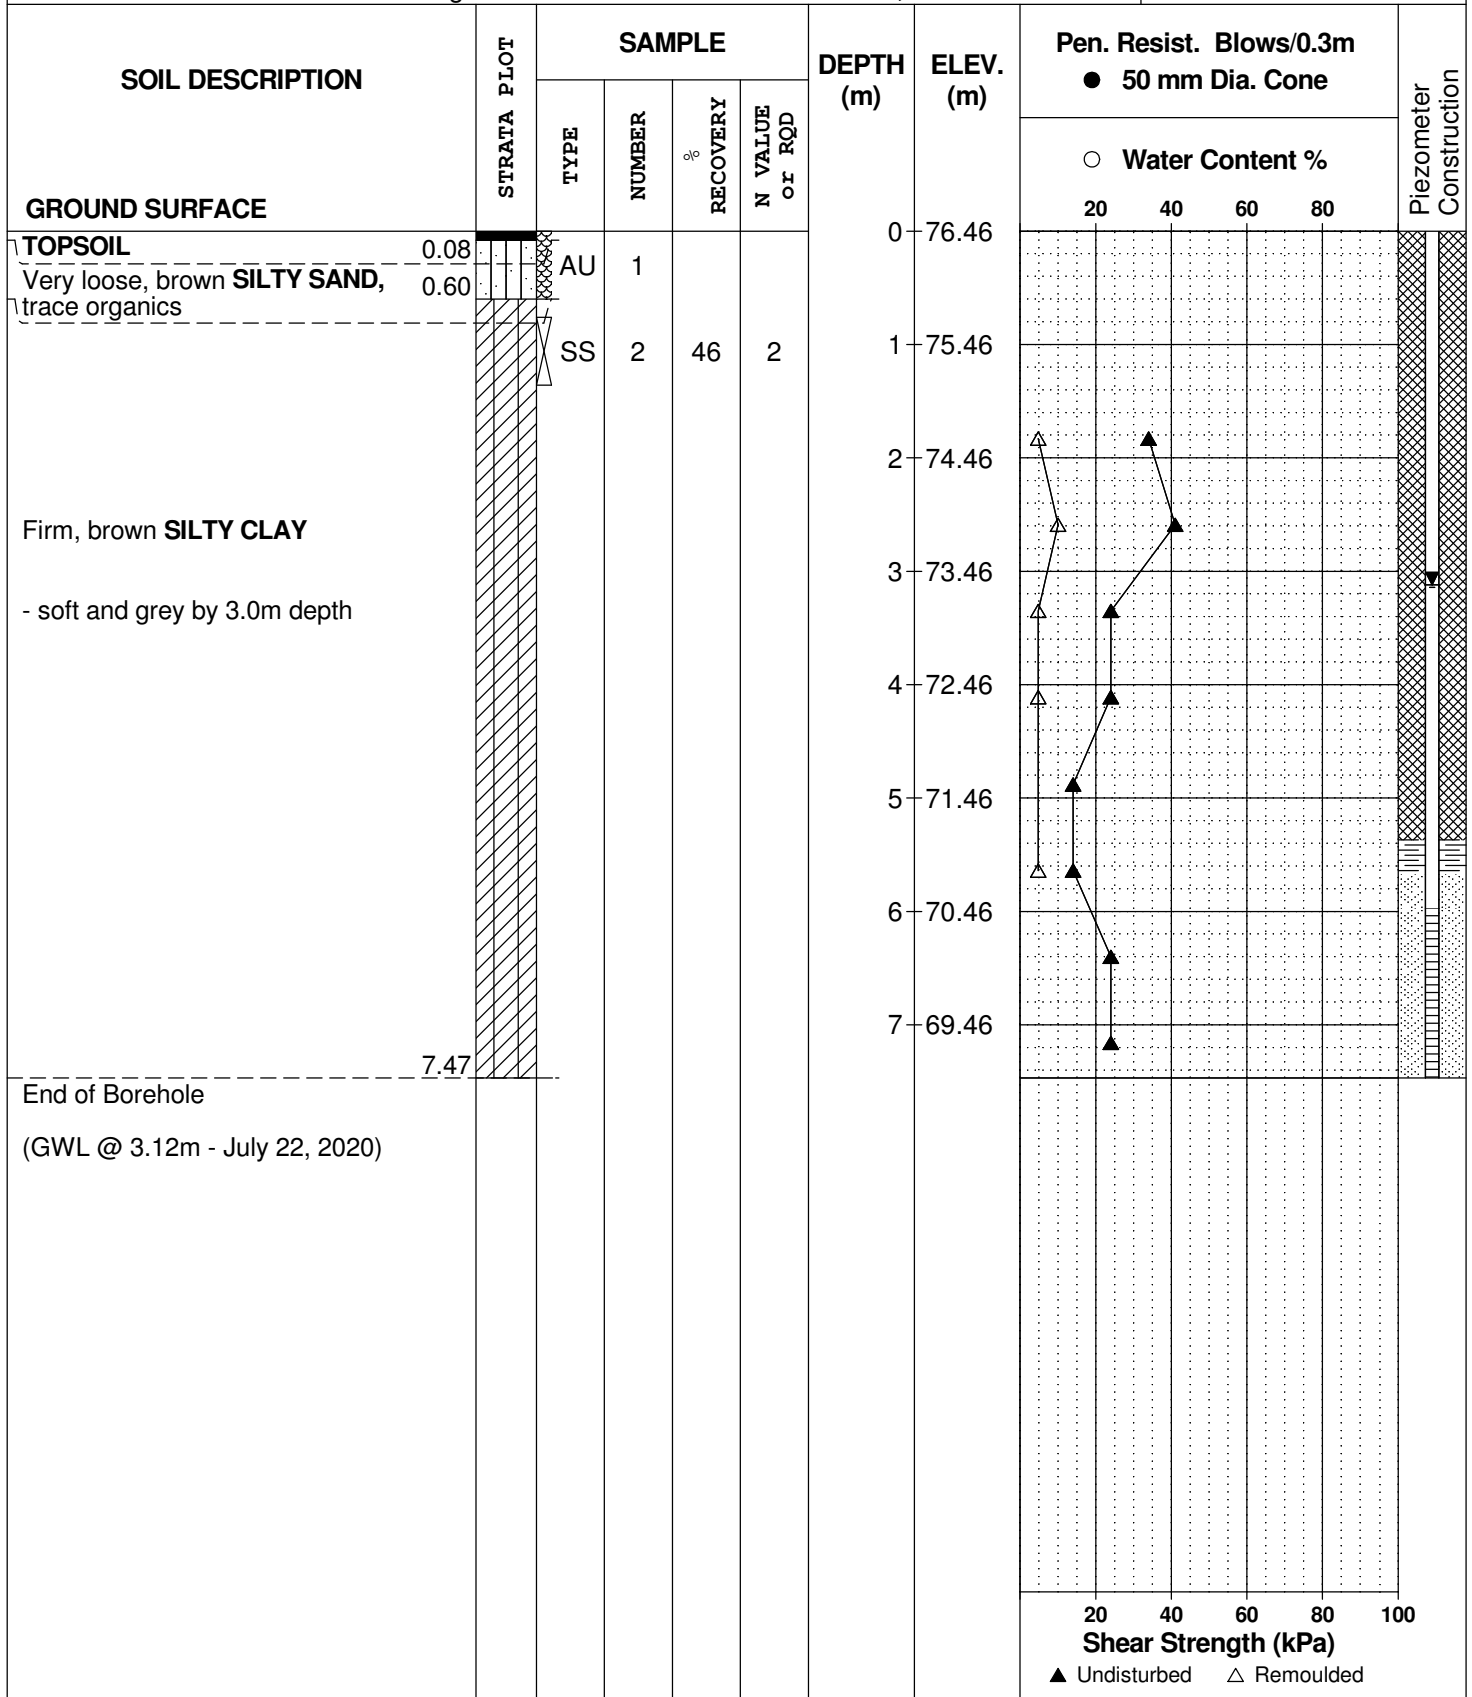 SOIL DESCRIPTION
GROUND SURFACE
STRATA PLOT
SAMPLE
TYPE
NUMBER
% RECOVERY
N VALUE or RQD
DEPTH (m)
ELEV. (m)
Pen. Resist. Blows/0.3m
● 50 mm Dia. Cone
○ Water Content %
20 40 60 80
Piezometer Construction
0 76.46
TOPSOIL 0.08
AU 1
Very loose, brown SILTY SAND, 0.60
trace organics
SS 2 46 2
1 75.46
2 74.46
Firm, brown SILTY CLAY
3 73.46
- soft and grey by 3.0m depth
4 72.46
5 71.46
6 70.46
7 69.46
7.47
End of Borehole
(GWL @ 3.12m - July 22, 2020)
20 40 60 80 100
Shear Strength (kPa)
▲ Undisturbed △ Remoulded